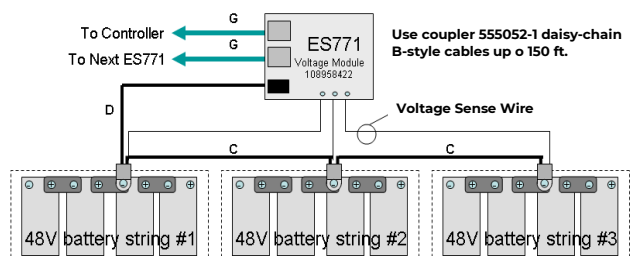 G
To Controller
G
To Next ES771
ES771
Voltage Module
108958422
Use coupler 555052-1 daisy-chain
B-style cables up o 150 ft.
D
Voltage Sense Wire
C
C
48V battery string #1
48V battery string #2
48V battery string #3